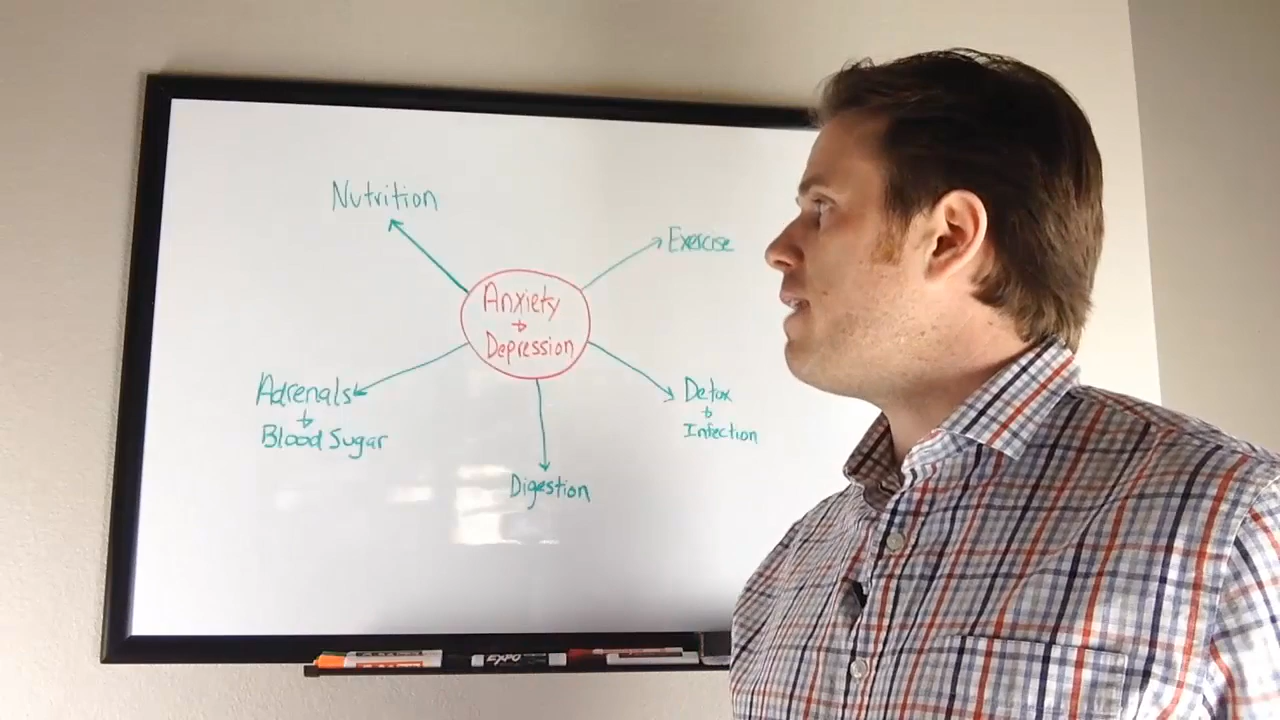 Nutrition
Exercise
Anxiety
+
Depression
Adrenals
+
Blood Sugar
Detox
+
Infection
Digestion
EXPO